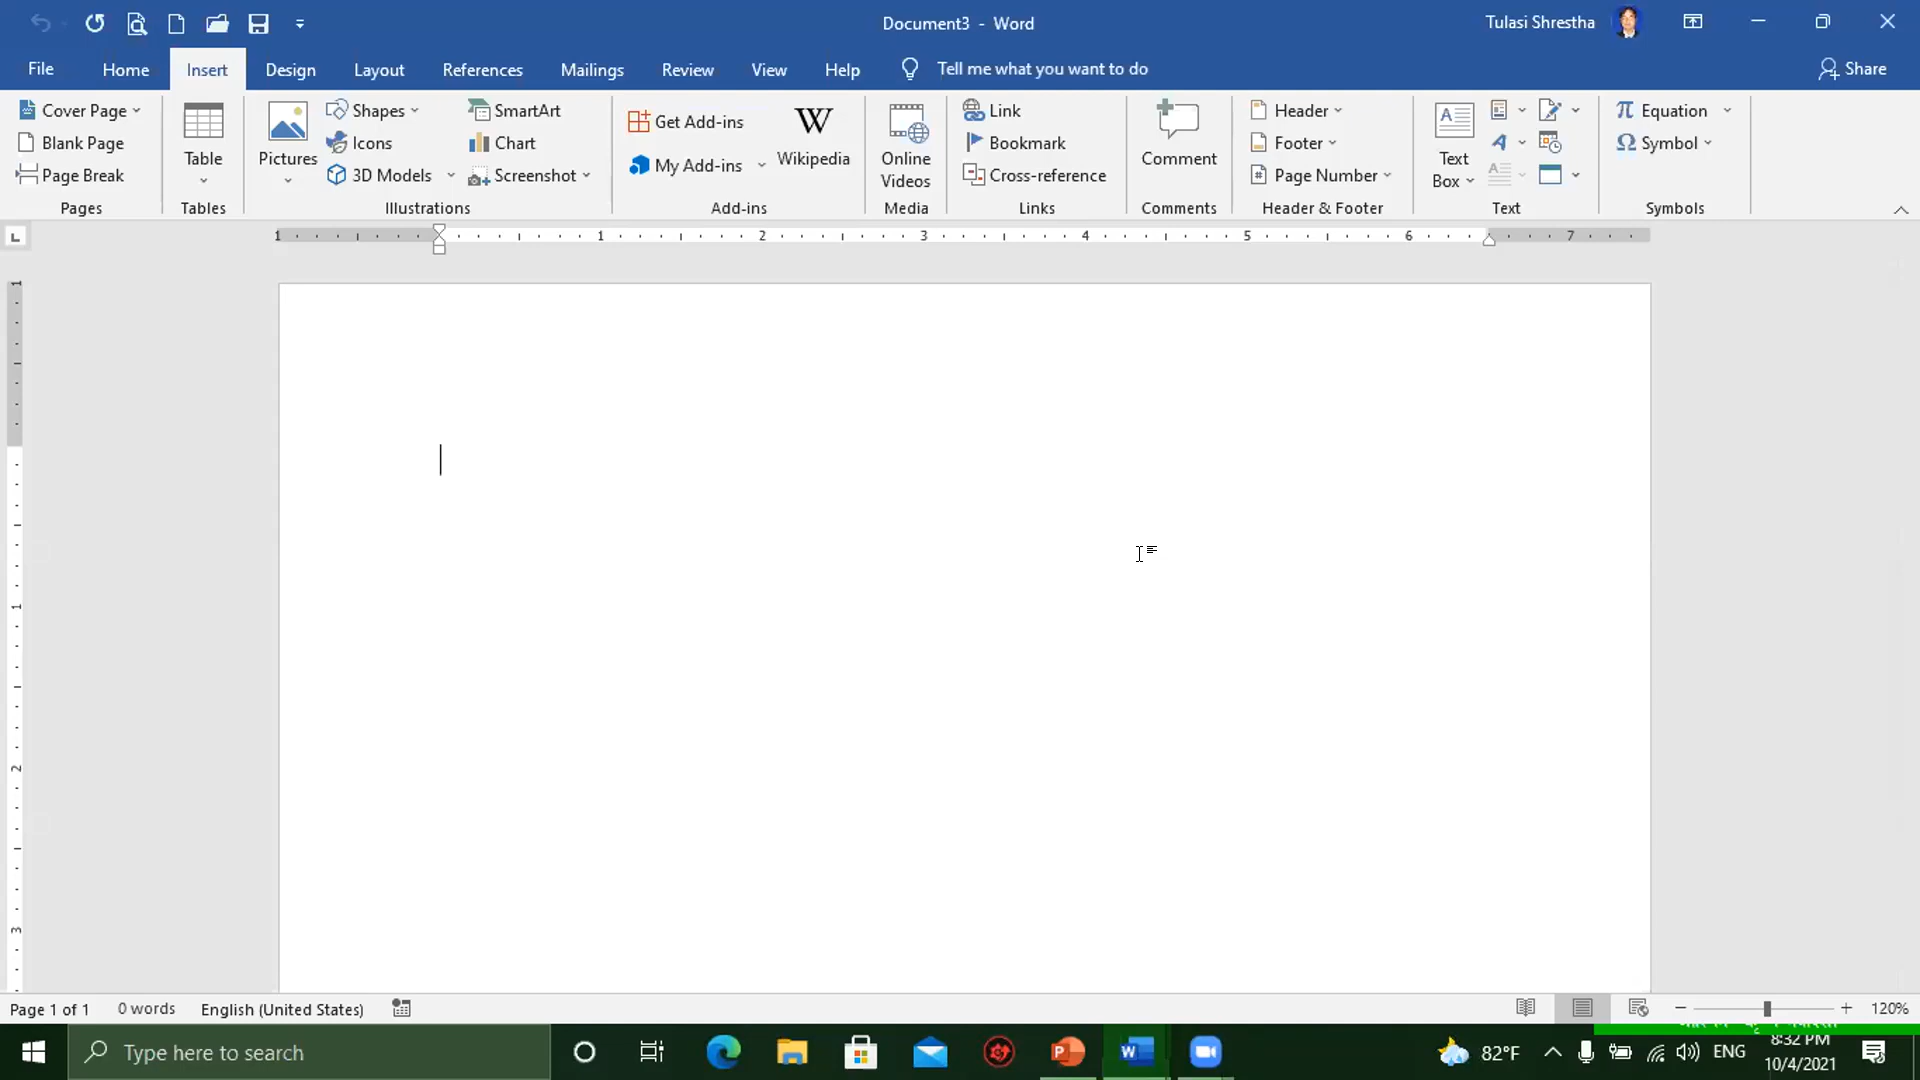 Document3 - Word
Tulasi Shrestha
File Home Insert Design Layout References Mailings Review View Help Tell me what you want to do Share
Cover Page
Blank Page
Page Break
Pages
Table
Tables
Pictures
Shapes
Icons
3D Models
SmartArt
Chart
Screenshot
Illustrations
Get Add-ins
My Add-ins
Wikipedia
Add-ins
Online
Videos
Media
Link
Bookmark
Cross-reference
Links
Comment
Comments
Header
Footer
Page Number
Header & Footer
Text
Box
Text
Equation
Symbol
Symbols
1 1 2 3 4 5 6 7
1
1
2
3
Page 1 of 1 0 words English (United States) 120%
Type here to search
82°F
ENG
8:32 PM
10/4/2021